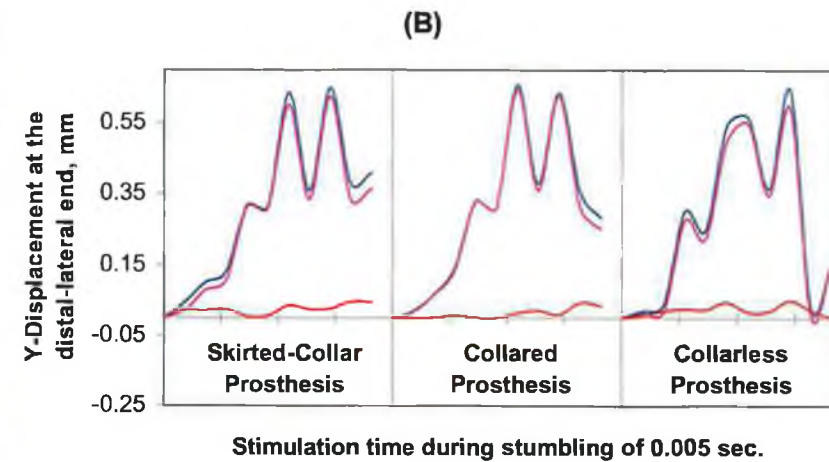 (B)
Y-Displacement at the
distal-lateral end, mm
0.55
0.35
0.15
-0.05
-0.25
Skirted-Collar
Prosthesis
Collared
Prosthesis
Collarless
Prosthesis
Stimulation time during stumbling of 0.005 sec.